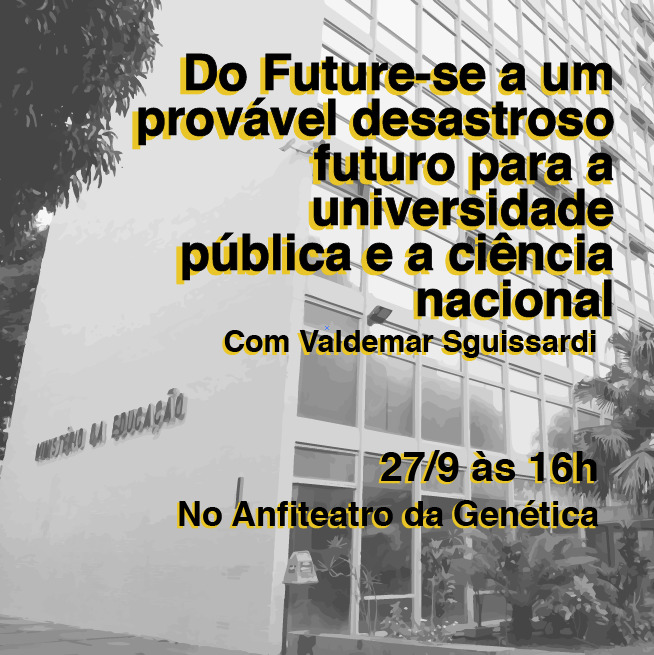 Do Future-se a um
provável desastroso
futuro para a
universidade
pública e a ciência
nacional
Com Valdemar Sguissardi
MINISTÉRIO DA EDUCAÇÃO
27/9 às 16h
No Anfiteatro da Genética